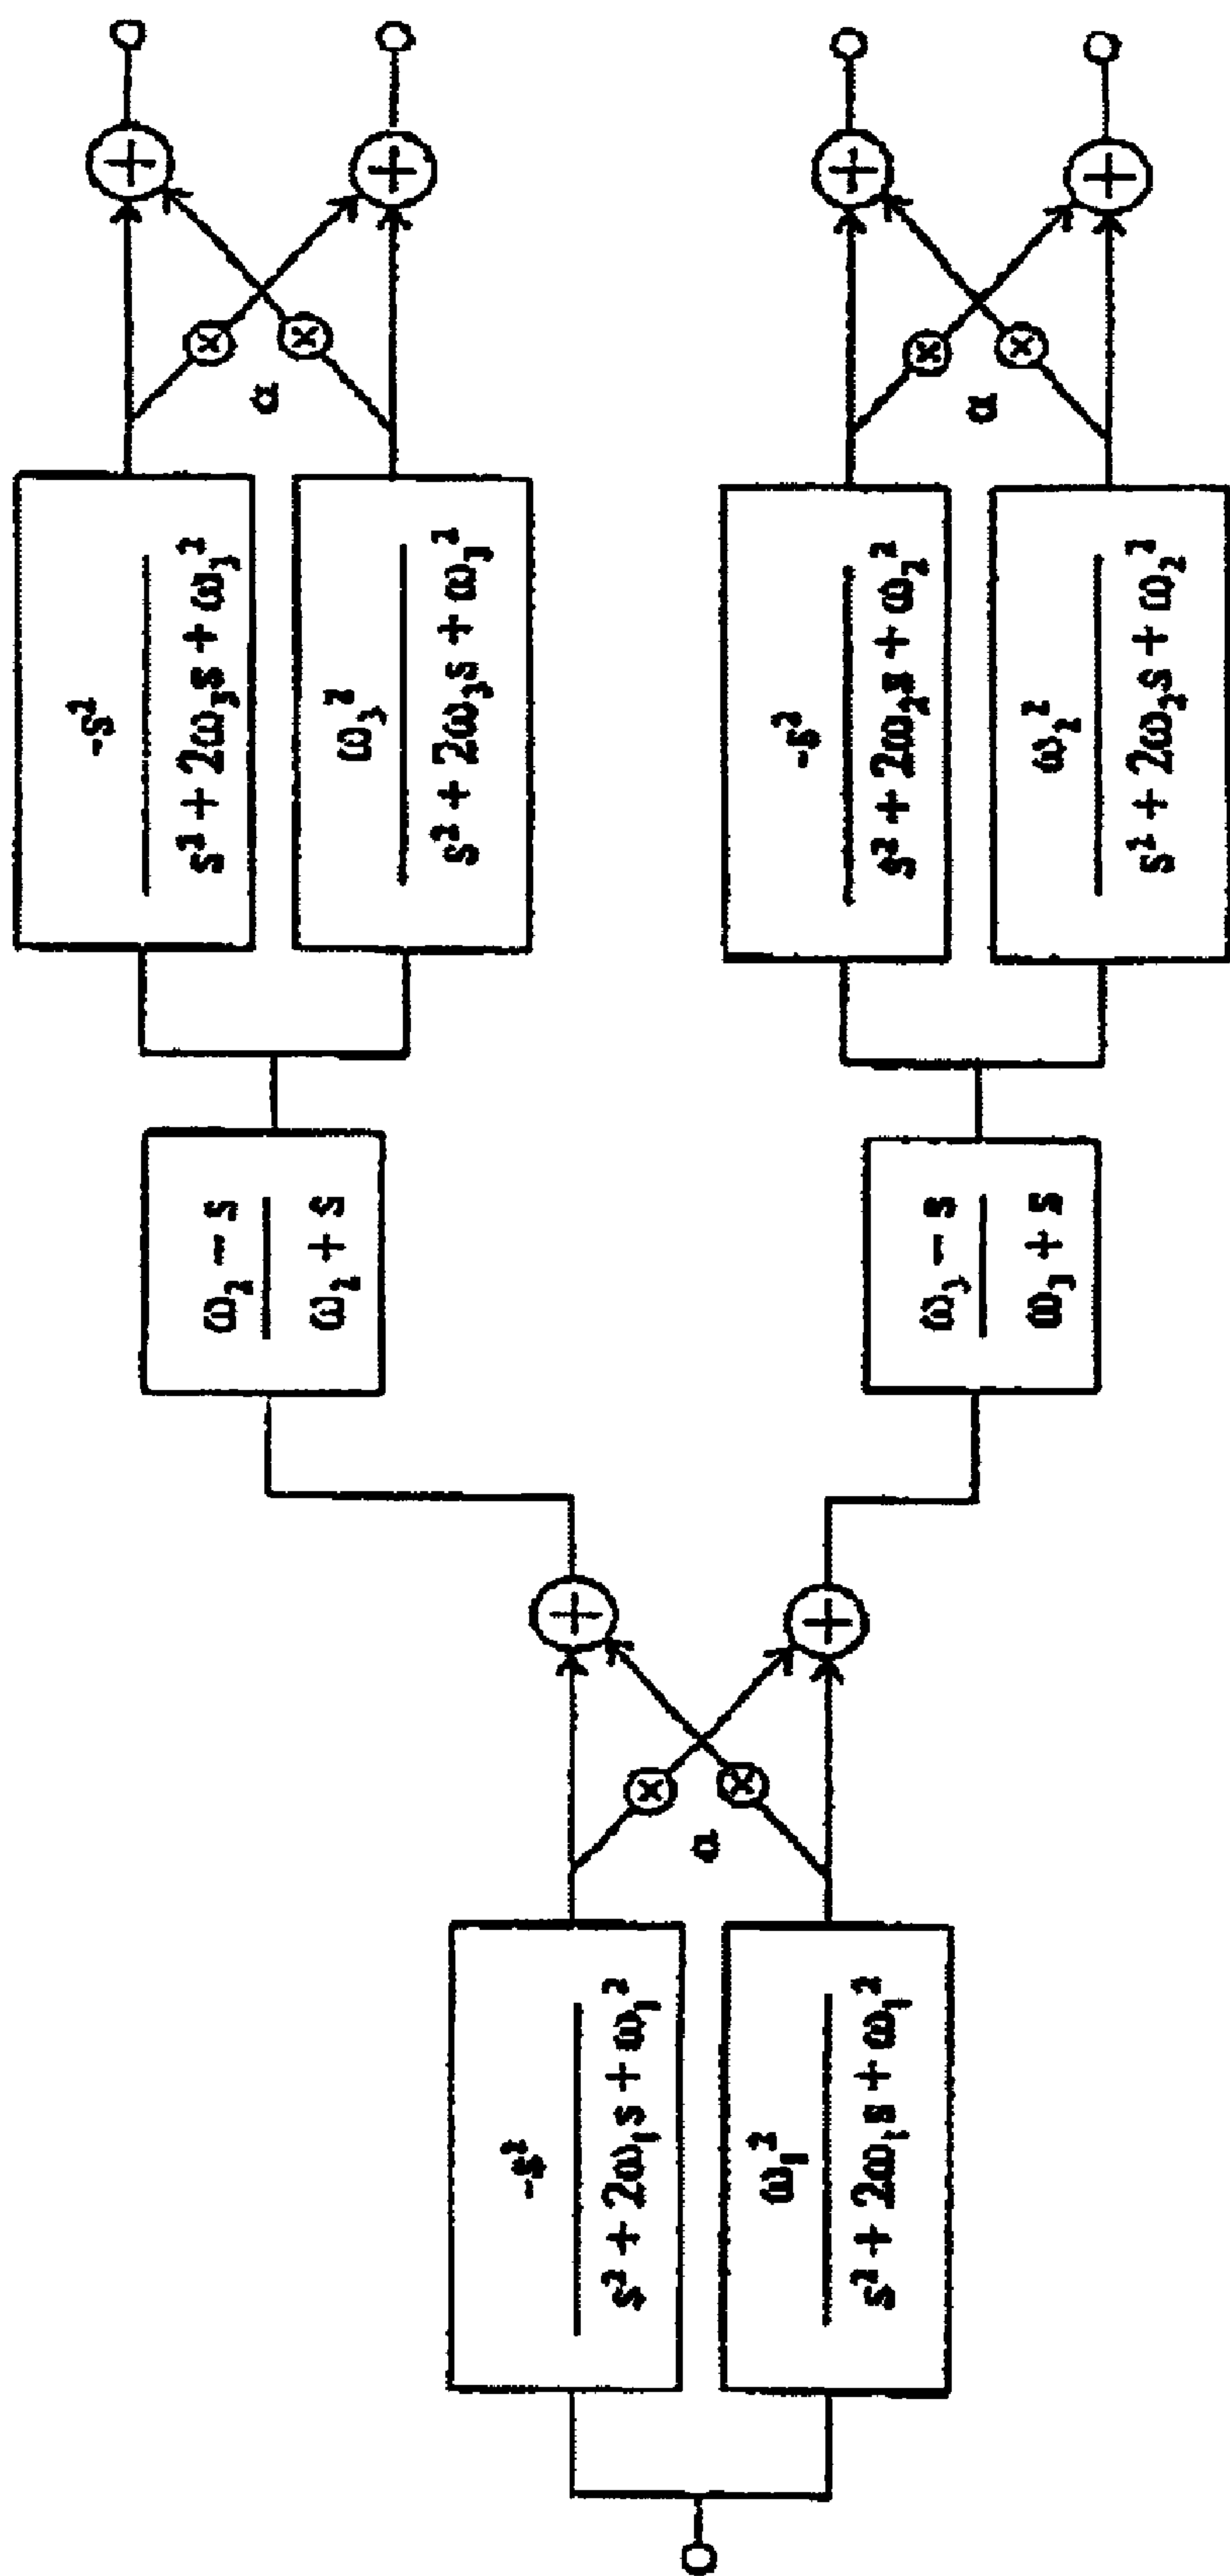 -s²
s² + 2ω₁s + ω₁²
ω₁²
s² + 2ω₁s + ω₁²
α
ω₂ − s
ω₂ + s
-s²
s² + 2ω₃s + ω₃²
ω₃²
s² + 2ω₃s + ω₃²
α
ω₃ − s
ω₃ + s
-s²
s² + 2ω₂s + ω₂²
ω₂²
s² + 2ω₂s + ω₂²
α